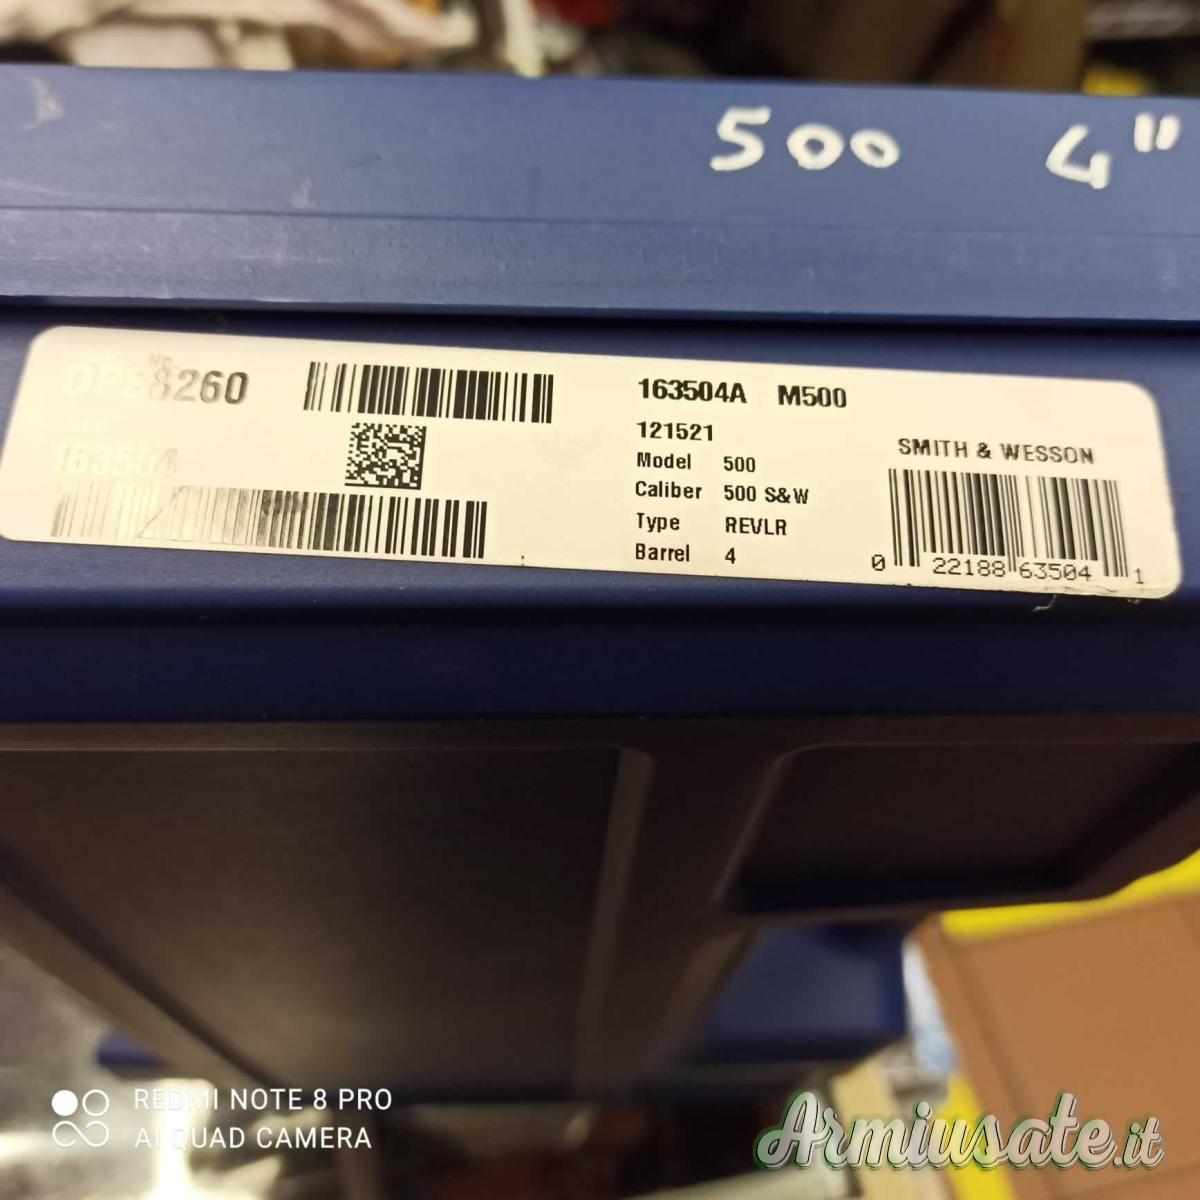 500 4"
8260
163504A M500
121521
Model 500
Caliber 500 S&W
Type REVLR
Barrel 4
SMITH & WESSON
0 22188 63504 1
REDMI NOTE 8 PRO
AI QUAD CAMERA
Armiusate.it